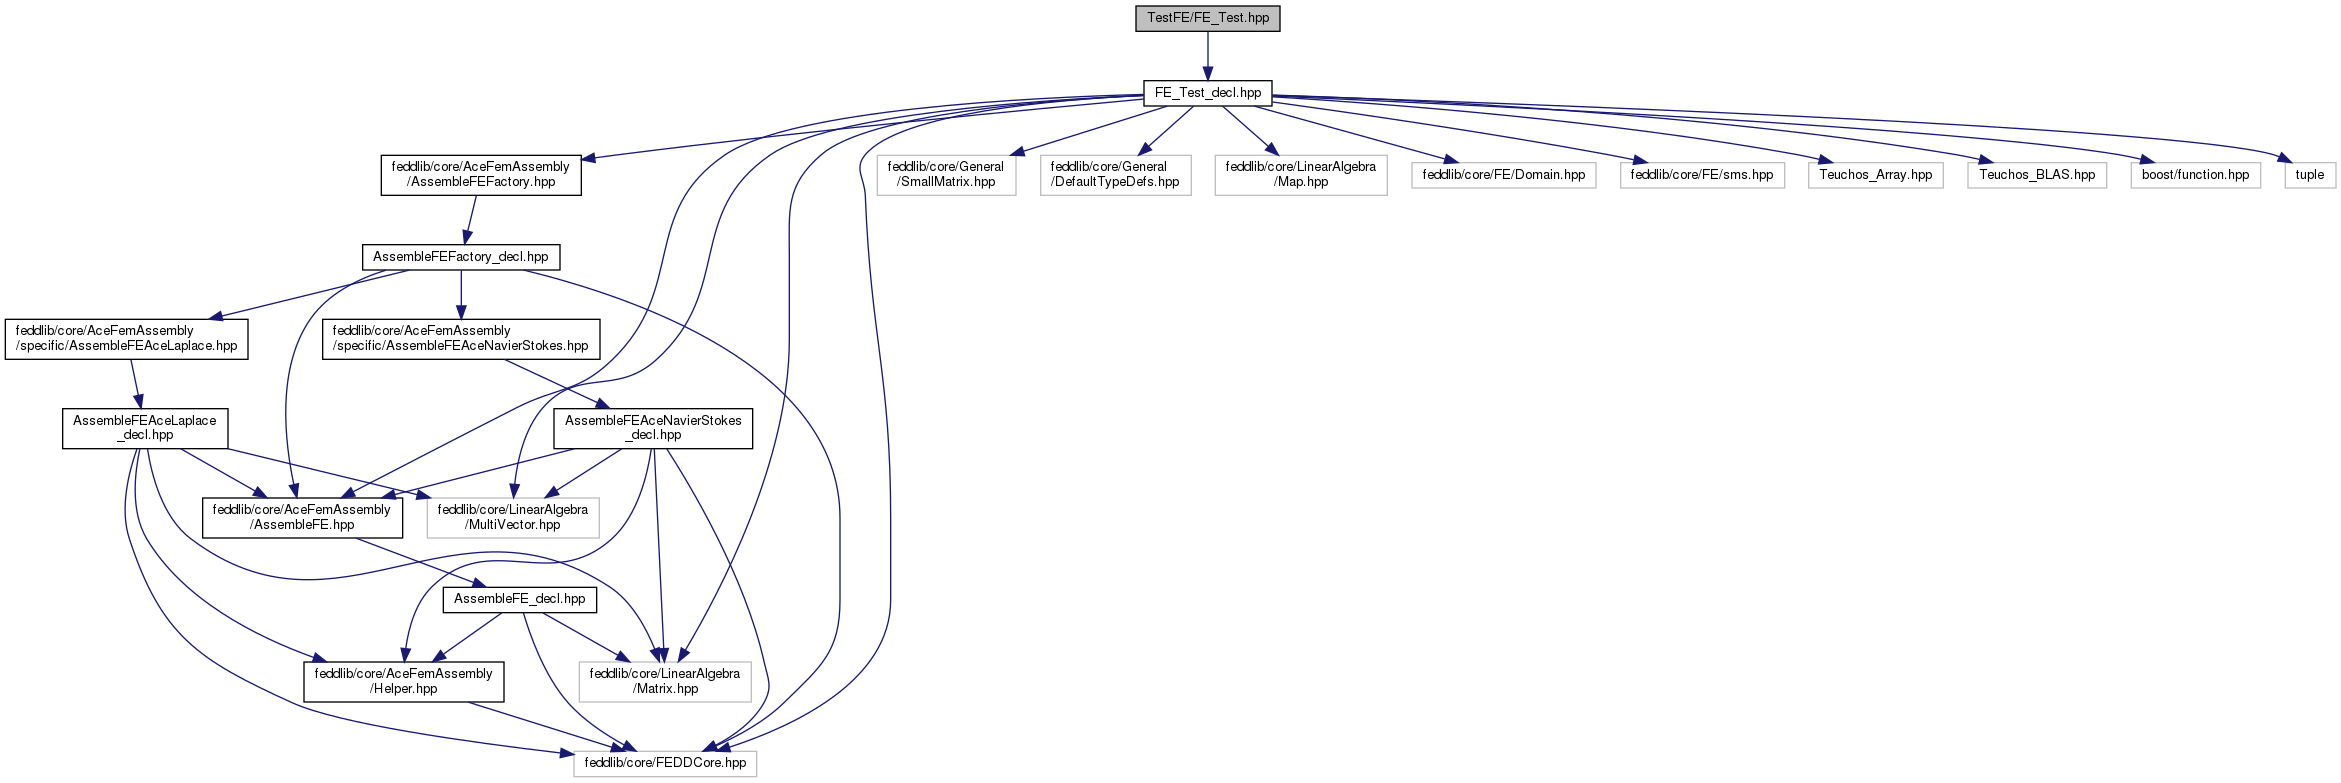 TestFE/FE_Test.hpp
FE_Test_decl.hpp
feddlib/core/AceFemAssembly
/AssembleFEFactory.hpp
feddlib/core/General
/SmallMatrix.hpp
feddlib/core/General
/DefaultTypeDefs.hpp
feddlib/core/LinearAlgebra
/Map.hpp
feddlib/core/FE/Domain.hpp
feddlib/core/FE/sms.hpp
Teuchos_Array.hpp
Teuchos_BLAS.hpp
boost/function.hpp
tuple
AssembleFEFactory_decl.hpp
feddlib/core/AceFemAssembly
/specific/AssembleFEAceLaplace.hpp
feddlib/core/AceFemAssembly
/specific/AssembleFEAceNavierStokes.hpp
AssembleFEAceLaplace
_decl.hpp
AssembleFEAceNavierStokes
_decl.hpp
feddlib/core/AceFemAssembly
/AssembleFE.hpp
feddlib/core/LinearAlgebra
/MultiVector.hpp
AssembleFE_decl.hpp
feddlib/core/AceFemAssembly
/Helper.hpp
feddlib/core/LinearAlgebra
/Matrix.hpp
feddlib/core/FEDDCore.hpp